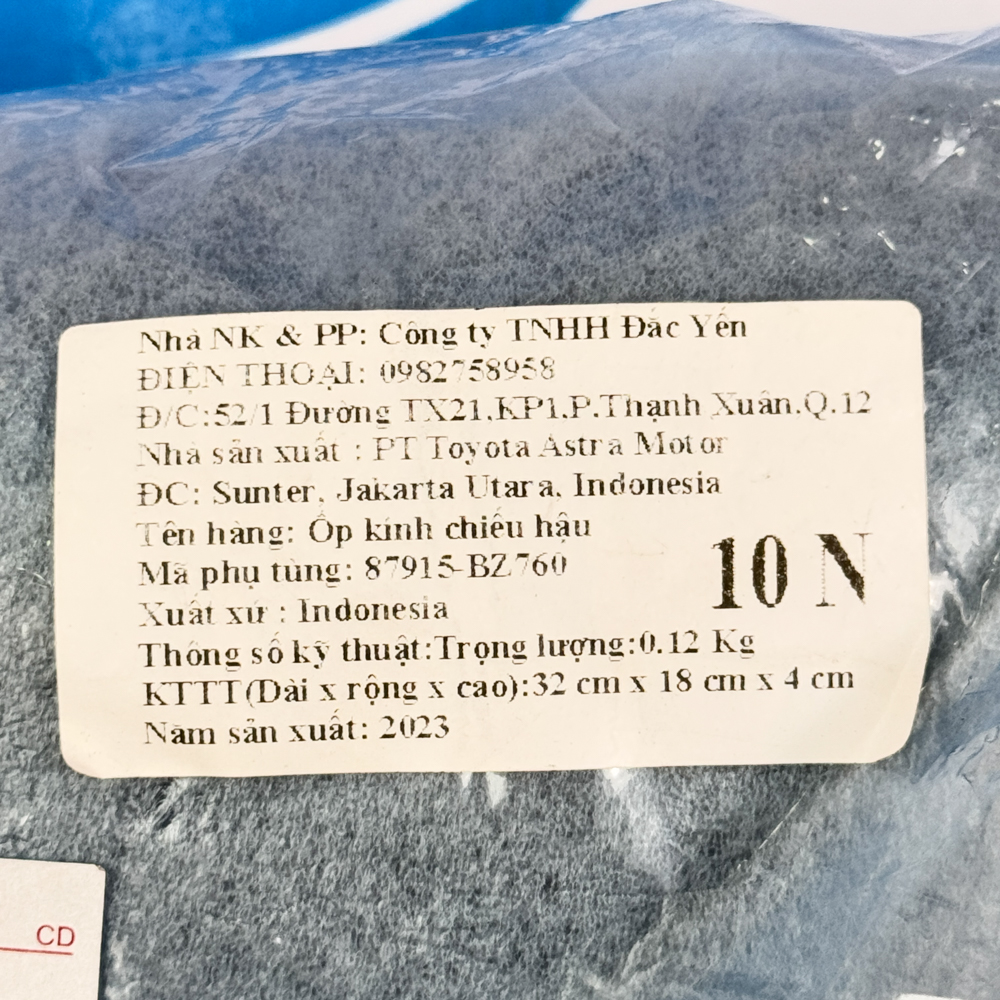 Nhà NK & PP: Công ty TNHH Đắc Yến
ĐIỆN THOẠI: 0982758958
Đ/C:52/1 Đường TX21,KP1,P.Thạnh Xuân,Q.12
Nhà sản xuất : PT Toyota Astra Motor
ĐC: Sunter, Jakarta Utara, Indonesia
Tên hàng: Ốp kính chiếu hậu
Mã phụ tùng: 87915-BZ760
10 N
Xuất xứ : Indonesia
Thông số kỹ thuật:Trọng lượng:0.12 Kg
KTTT(Dài x rộng x cao):32 cm x 18 cm x 4 cm
Năm sản xuất: 2023
CD